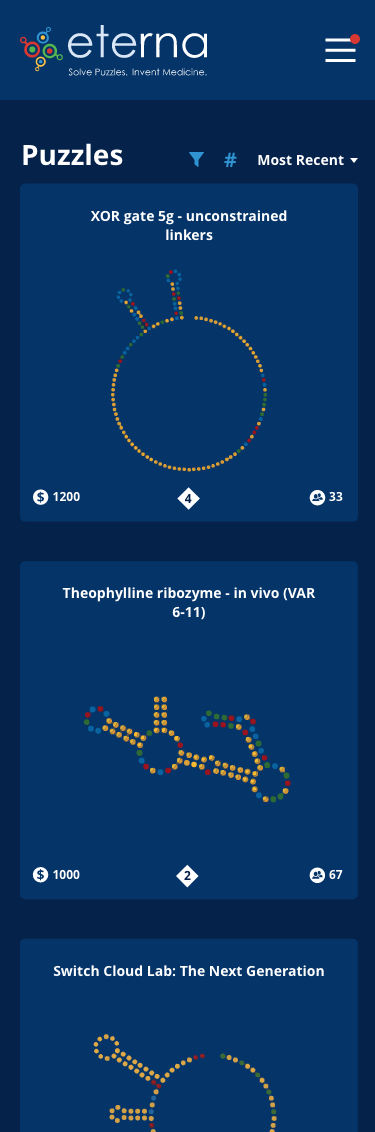 eterna
Solve Puzzles. Invent Medicine.
Puzzles
# Most Recent
XOR gate 5g - unconstrained
linkers
$ 1200
4
33
Theophylline ribozyme - in vivo (VAR
6-11)
$ 1000
2
67
Switch Cloud Lab: The Next Generation